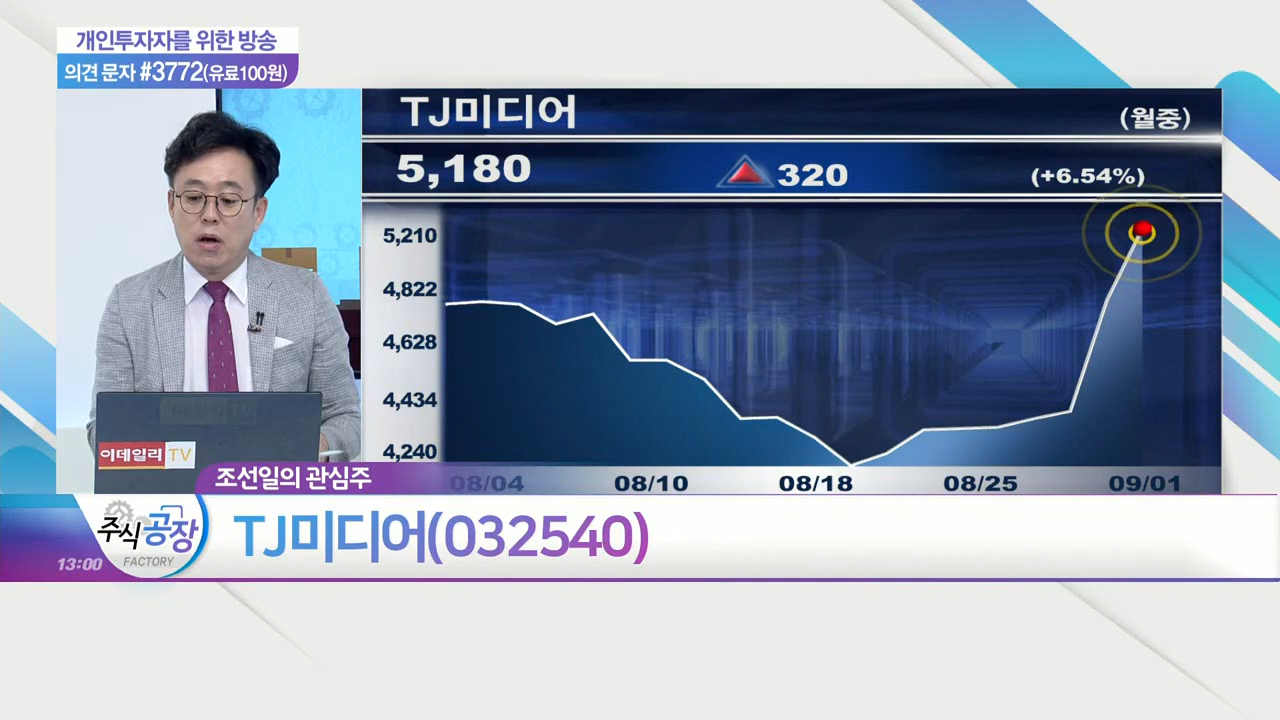 개인투자자를 위한 방송
의견 문자 #3772(유료100원)
TJ미디어
(월중)
5,180
320
(+6.54%)
5,210
4,822
4,628
4,434
4,240
08/04
08/10
08/18
08/25
09/01
이데일리 TV
조선일의 관심주
주식공장
FACTORY
13:00
TJ미디어(032540)